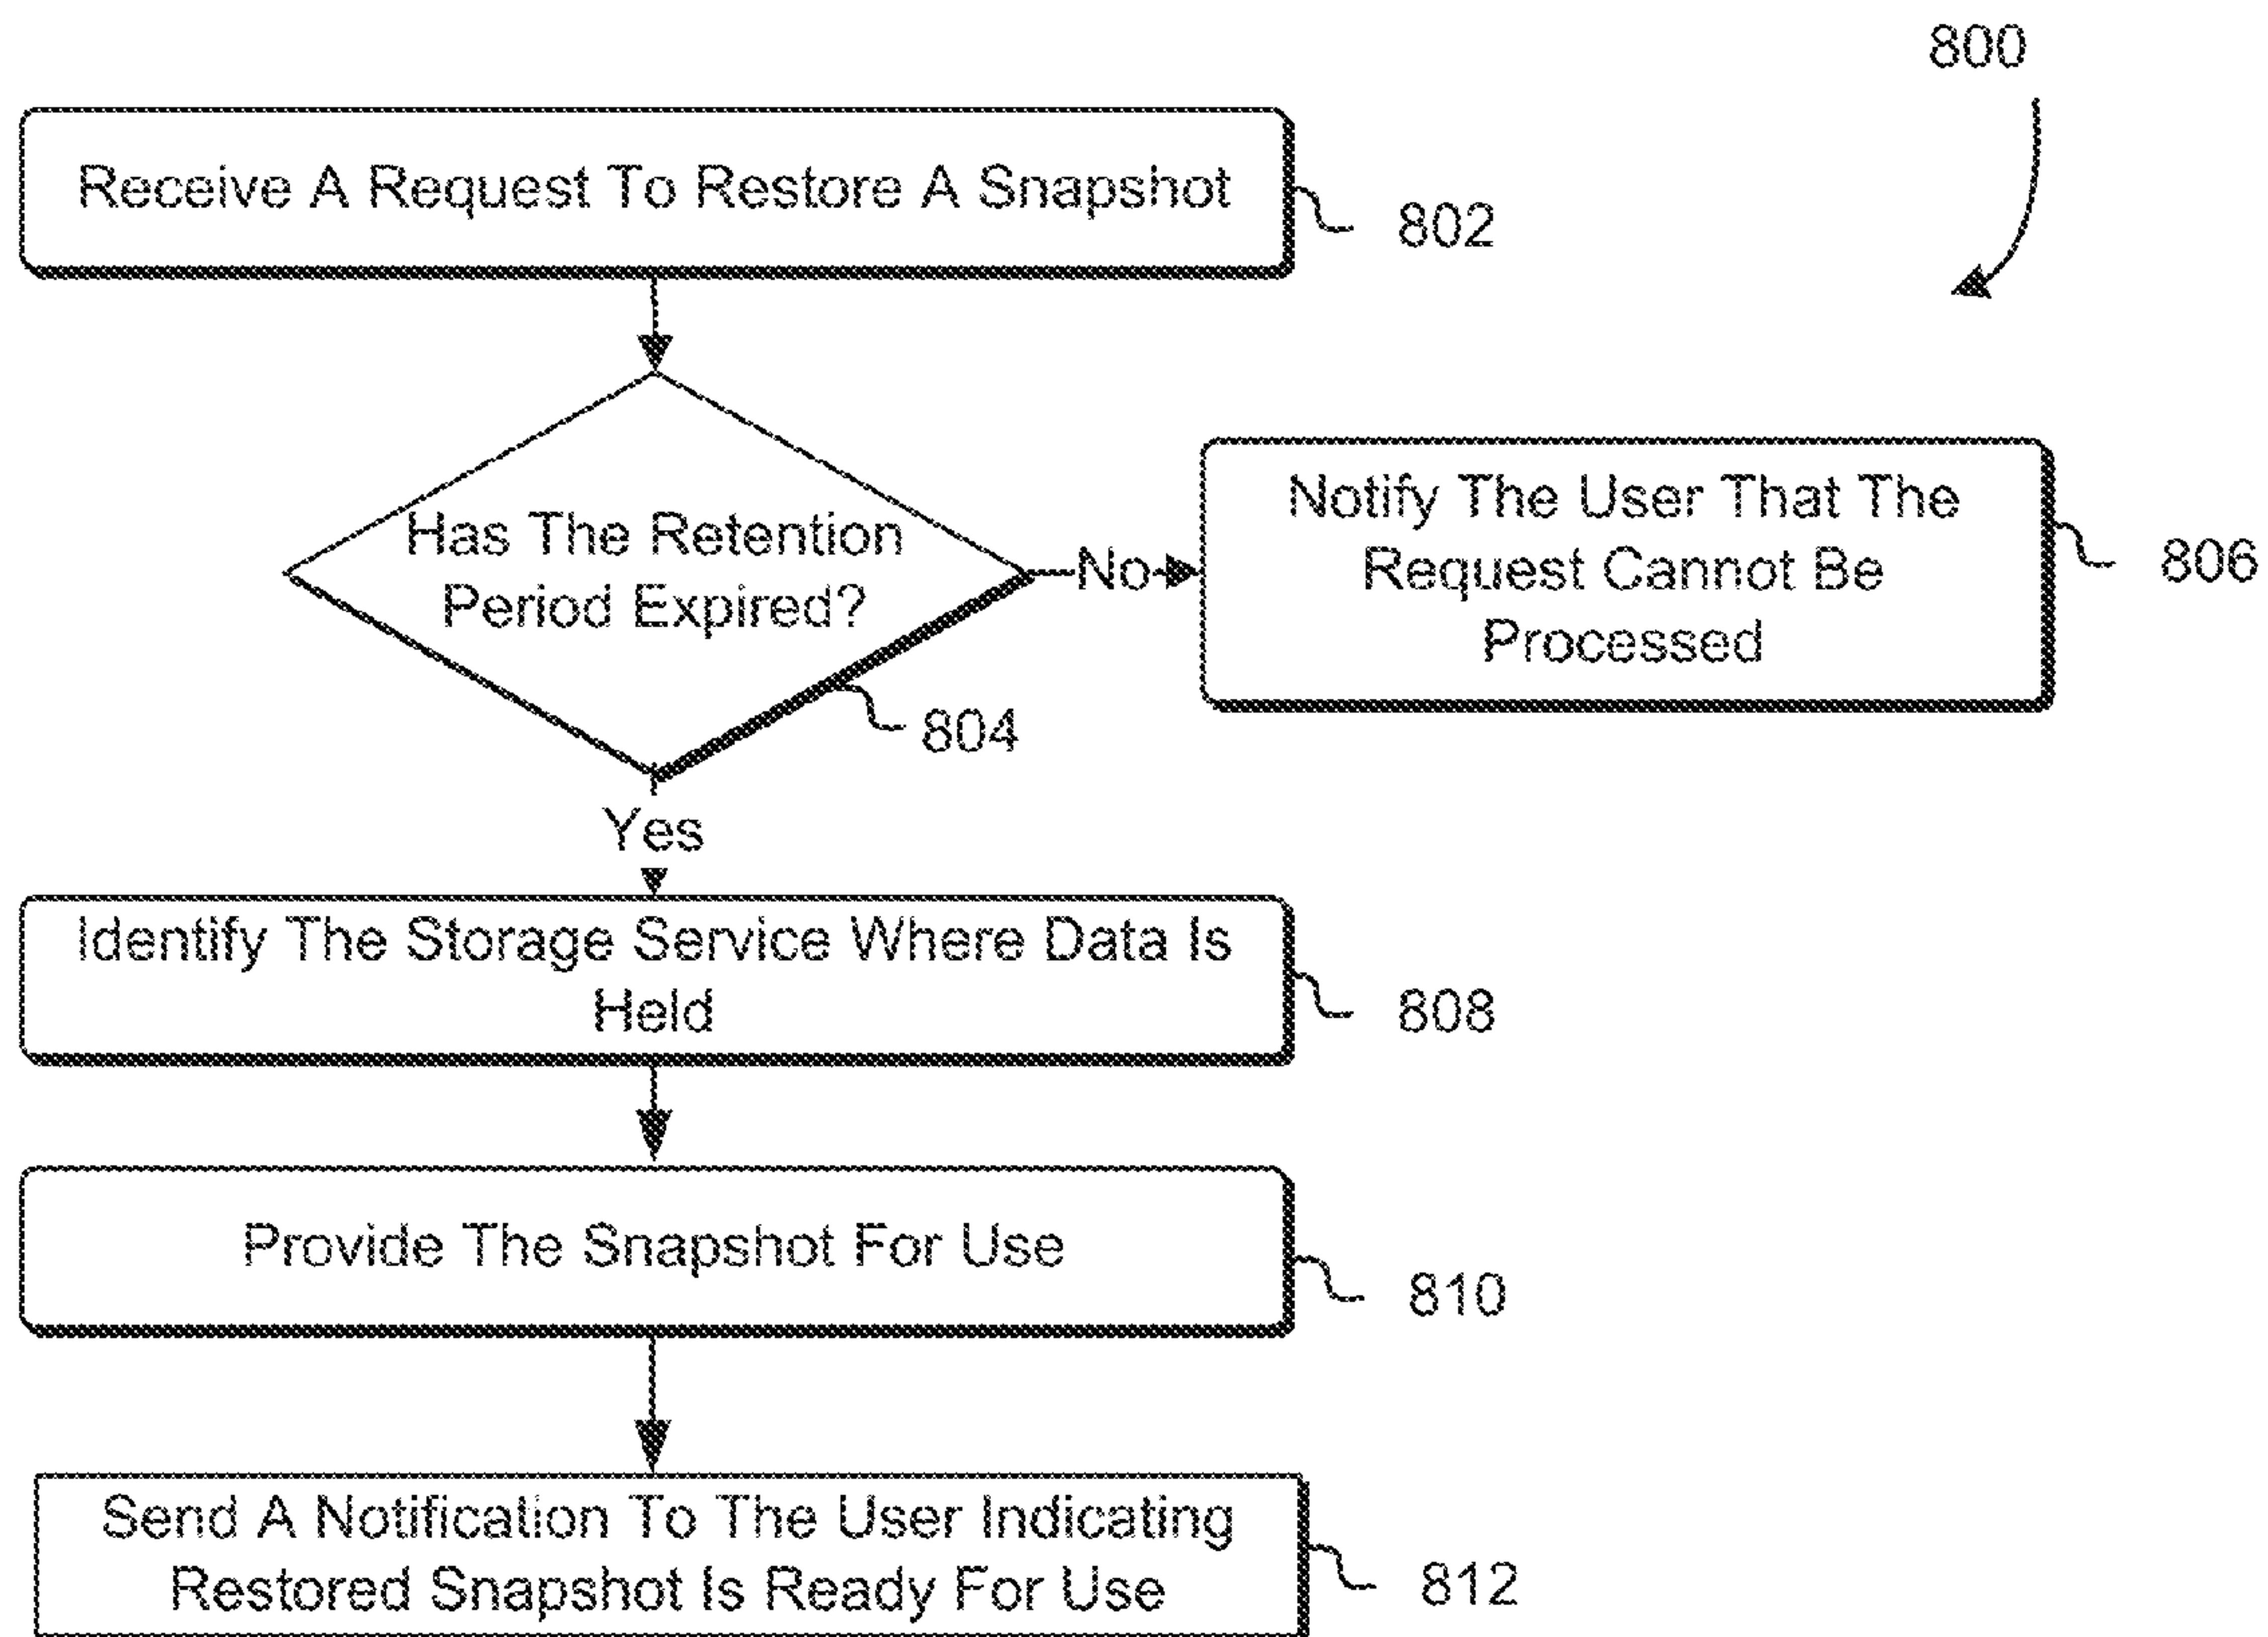 800
Receive A Request To Restore A Snapshot
802
Has The Retention
Period Expired?
804
No
Notify The User That The
Request Cannot Be
Processed
806
Yes
Identify The Storage Service Where Data Is
Held
808
Provide The Snapshot For Use
810
Send A Notification To The User Indicating
Restored Snapshot Is Ready For Use
812